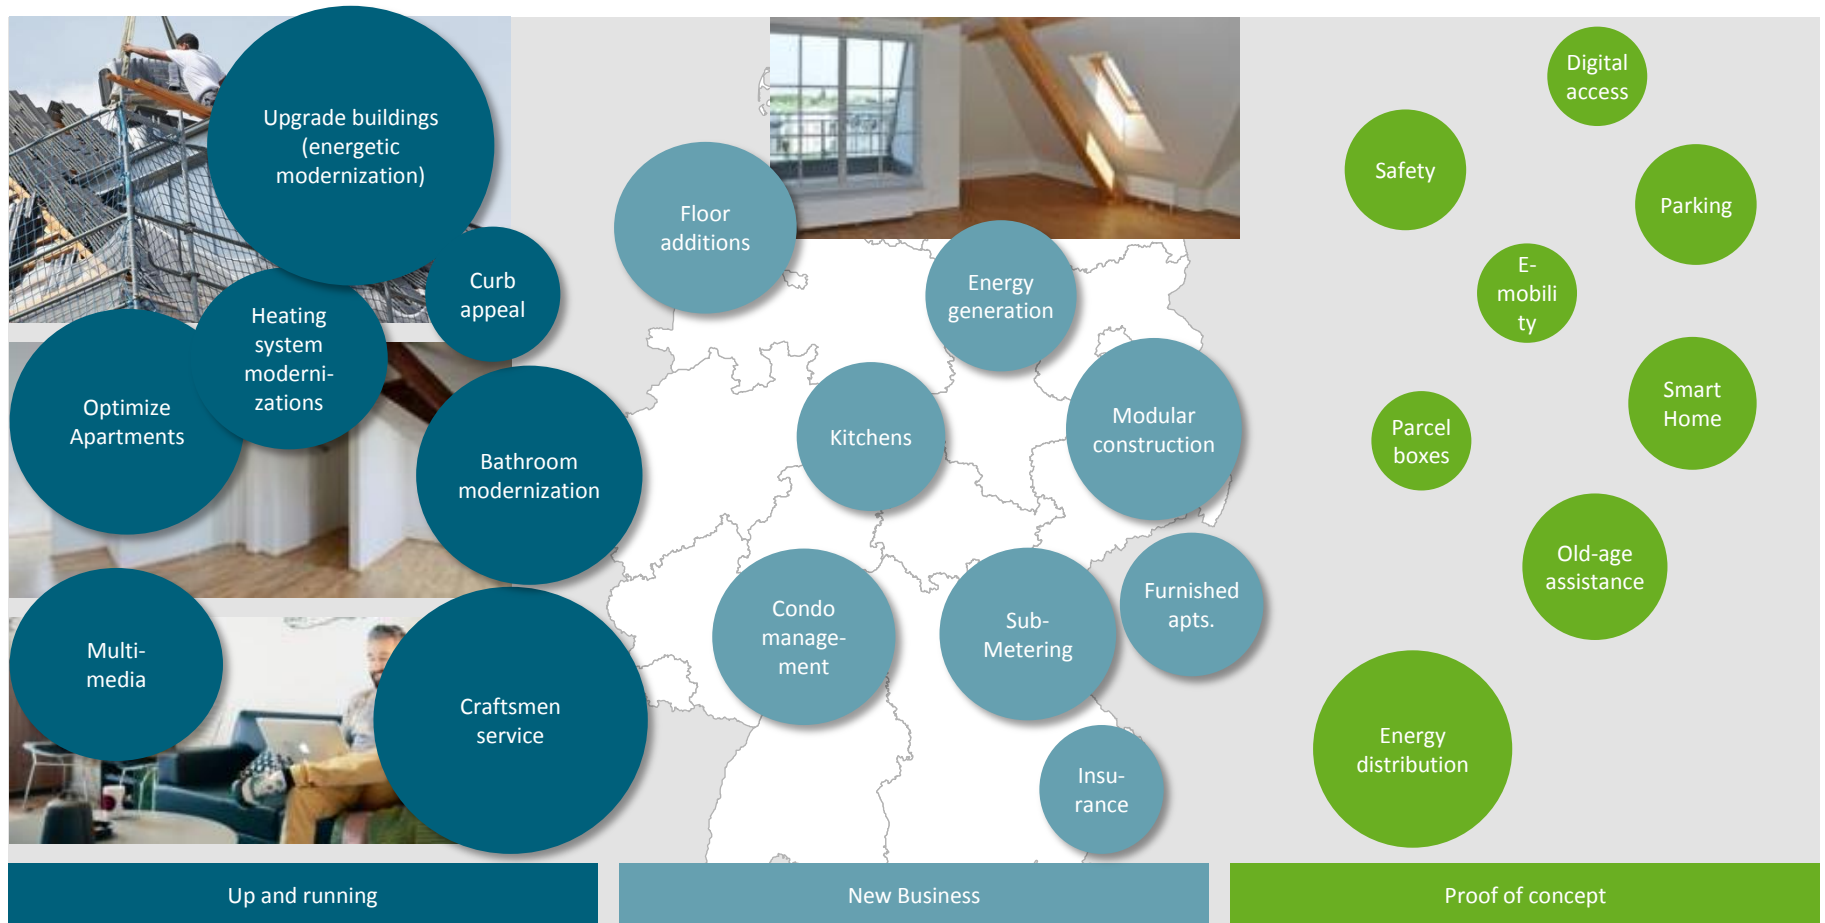 Upgrade buildings
(energetic
modernization)
Curb
appeal
Heating
system
moderni-
zations
Optimize
Apartments
Bathroom
modernization
Multi-
media
Craftsmen
service
Floor
additions
Energy
generation
Kitchens
Modular
construction
Condo
manage-
ment
Sub-
Metering
Furnished
apts.
Insu-
rance
Digital
access
Safety
Parking
E-
mobili
ty
Smart
Home
Parcel
boxes
Old-age
assistance
Energy
distribution
Up and running
New Business
Proof of concept